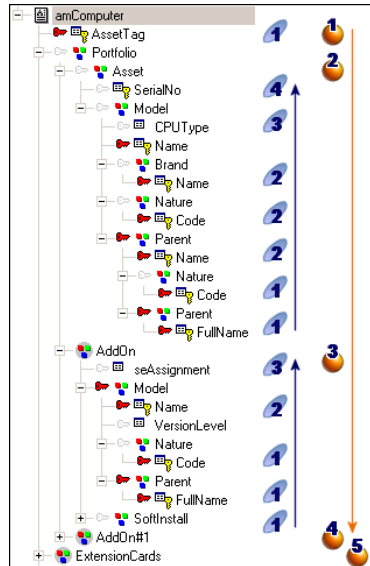 amComputer
AssetTag 1 1
Portfolio
Asset 2
SerialNo 4
Model
CPUType 3
Name
Brand
Name 2
Nature
Code 2
Parent
Name 2
Nature
Code 1
Parent
FullName 1
AddOn 3
seAssignment 3
Model
Name 2
VersionLevel
Nature
Code 1
Parent
FullName 1
SoftInstall 1
AddOn#1 4
ExtensionCards 5